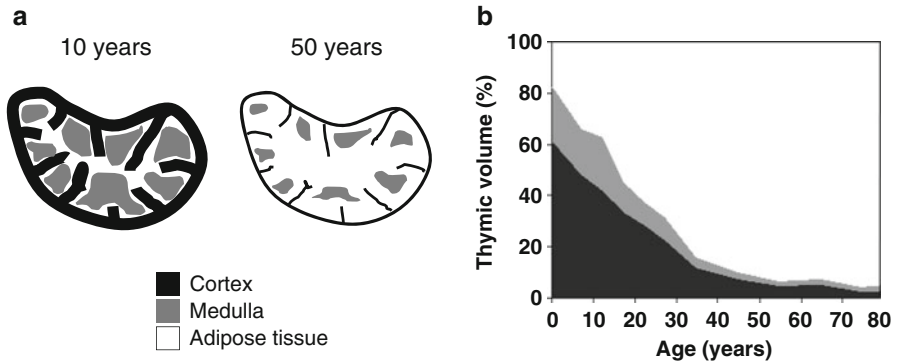 a
10 years
50 years
Cortex
Medulla
Adipose tissue
b
Thymic volume (%)
100
80
60
40
20
0
0 10 20 30 40 50 60 70 80
Age (years)